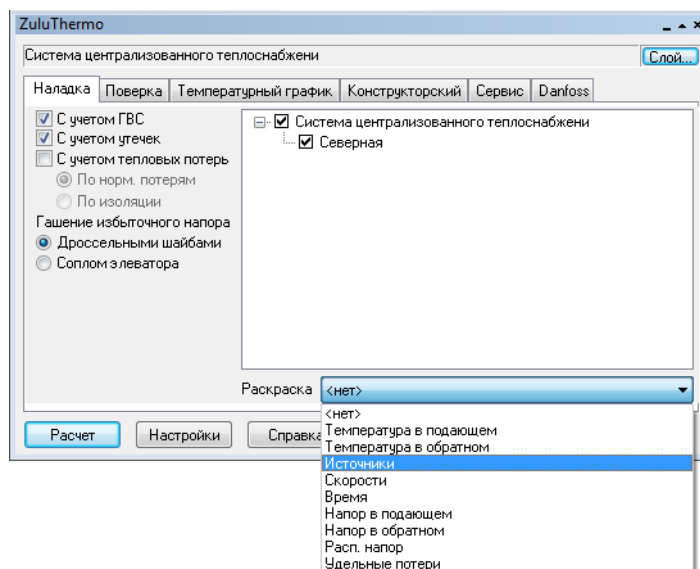 ZuluThermo
Система централизованного теплоснабжени
Слой...
Наладка
Поверка
Температурный график
Конструкторский
Сервис
Danfoss
С учетом ГВС
С учетом утечек
С учетом тепловых потерь
По норм. потерям
По изоляции
Гашение избыточного напора
Дроссельными шайбами
Соплом элеватора
Система централизованного теплоснабжени
Северная
Раскраска
<нет>
Расчет
Настройки
Справка
<нет>
Температура в подающем
Температура в обратном
Источники
Скорости
Время
Напор в подающем
Напор в обратном
Расп. напор
Удельные потери